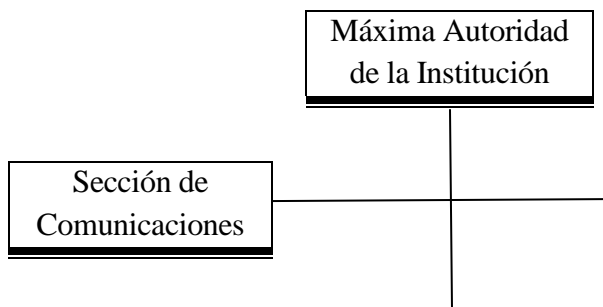 Máxima Autoridad
de la Institución
Sección de
Comunicaciones